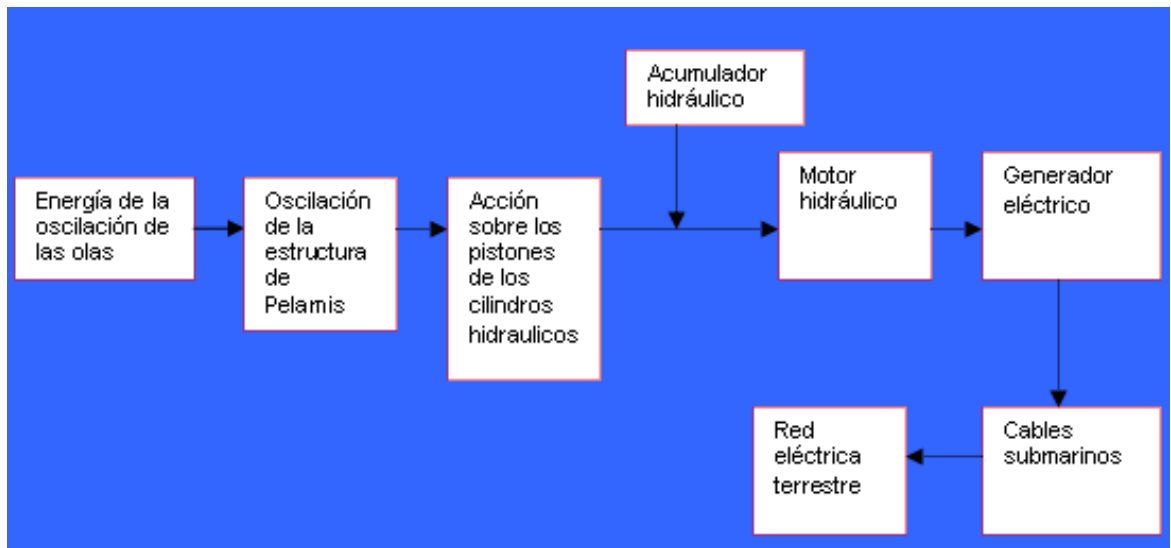 Acumulador
hidráulico
Energía de la
oscilación de
las olas
Oscilación
de la
estructura
de
Pelamis
Acción
sobre los
pistones
de los
cilindros
hidraulicos
Motor
hidráulico
Generador
eléctrico
Red
eléctrica
terrestre
Cables
submarinos